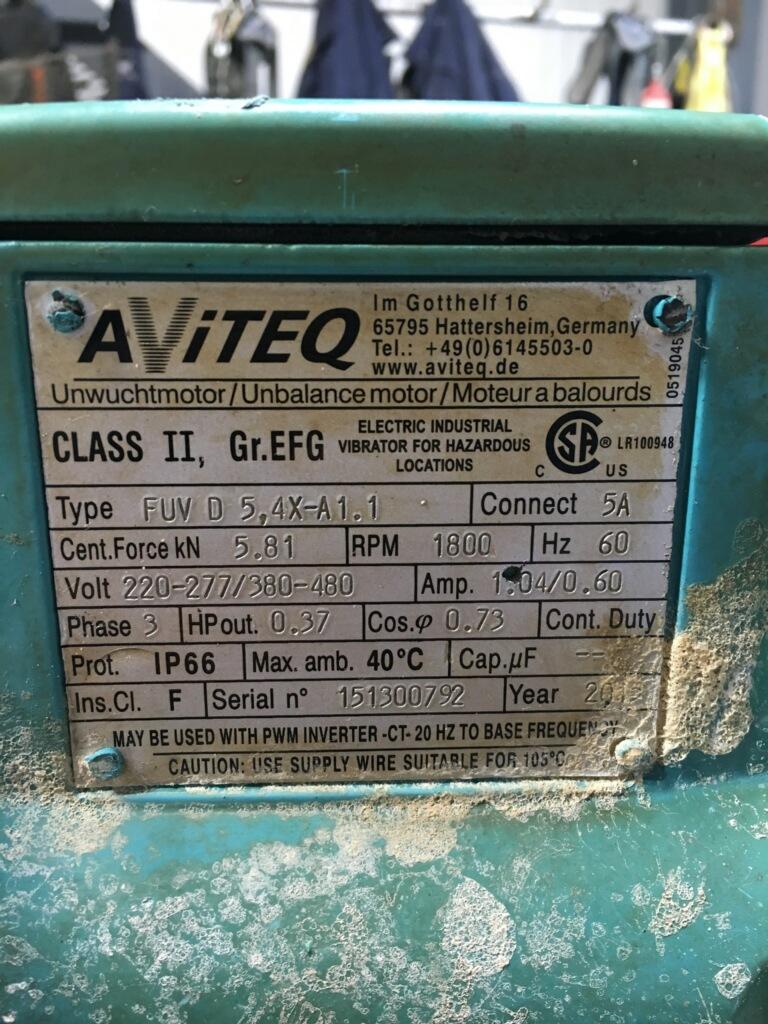 AViTEQ
Im Gotthelf 16
65795 Hattersheim,Germany
Tel.: +49(0)6145503-0
www.aviteq.de
0519045
Unwuchtmotor/Unbalance motor/Moteur a balourds
CLASS II, Gr.EFG
ELECTRIC INDUSTRIAL
VIBRATOR FOR HAZARDOUS
LOCATIONS
C SA ® LR100948
C US
Type FUV D 5,4X-A1.1 Connect 5A
Cent.Force kN 5.81 RPM 1800 Hz 60
Volt 220-277/380-480 Amp. 1.04/0.60
Phase 3 HPout. 0.37 Cos.φ 0.73 Cont. Duty
Prot. IP66 Max. amb. 40°C Cap.µF --
Ins.Cl. F Serial n° 151300792 Year
MAY BE USED WITH PWM INVERTER -CT- 20 HZ TO BASE FREQUENCY
CAUTION: USE SUPPLY WIRE SUITABLE FOR 105°C